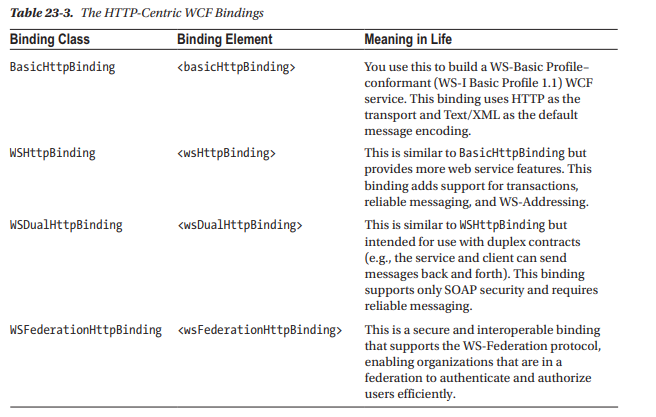 Table 23-3. The HTTP-Centric WCF Bindings
Binding Class Binding Element Meaning in Life
BasicHttpBinding <basicHttpBinding> You use this to build a WS-Basic Profile–
conformant (WS-I Basic Profile 1.1) WCF
service. This binding uses HTTP as the
transport and Text/XML as the default
message encoding.
WSHttpBinding <wsHttpBinding> This is similar to BasicHttpBinding but
provides more web service features. This
binding adds support for transactions,
reliable messaging, and WS-Addressing.
WSDualHttpBinding <wsDualHttpBinding> This is similar to WSHttpBinding but
intended for use with duplex contracts
(e.g., the service and client can send
messages back and forth). This binding
supports only SOAP security and requires
reliable messaging.
WSFederationHttpBinding <wsFederationHttpBinding> This is a secure and interoperable binding
that supports the WS-Federation protocol,
enabling organizations that are in a
federation to authenticate and authorize
users efficiently.